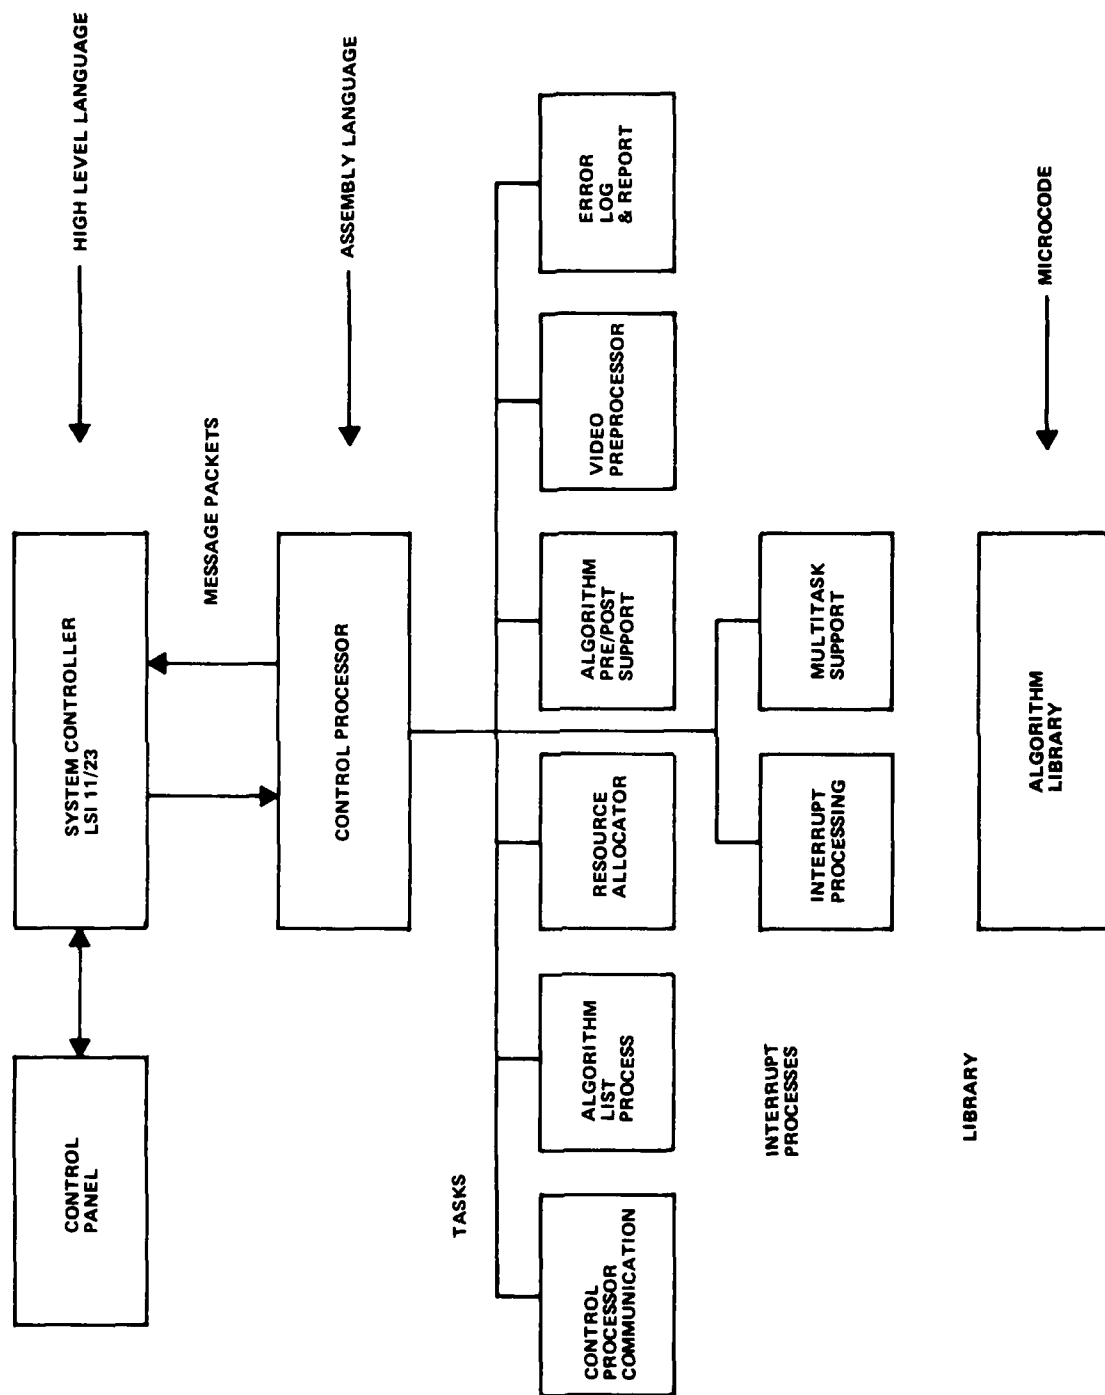 CONTROL
PANEL
SYSTEM CONTROLLER
LSI 11/23
HIGH LEVEL LANGUAGE
MESSAGE PACKETS
CONTROL PROCESSOR
ASSEMBLY LANGUAGE
TASKS
CONTROL
PROCESSOR
COMMUNICATION
ALGORITHM
LIST
PROCESS
RESOURCE
ALLOCATOR
ALGORITHM
PRE/POST
SUPPORT
VIDEO
PREPROCESSOR
ERROR
LOG
& REPORT
INTERRUPT
PROCESSES
INTERRUPT
PROCESSING
MULTITASK
SUPPORT
LIBRARY
ALGORITHM
LIBRARY
MICROCODE